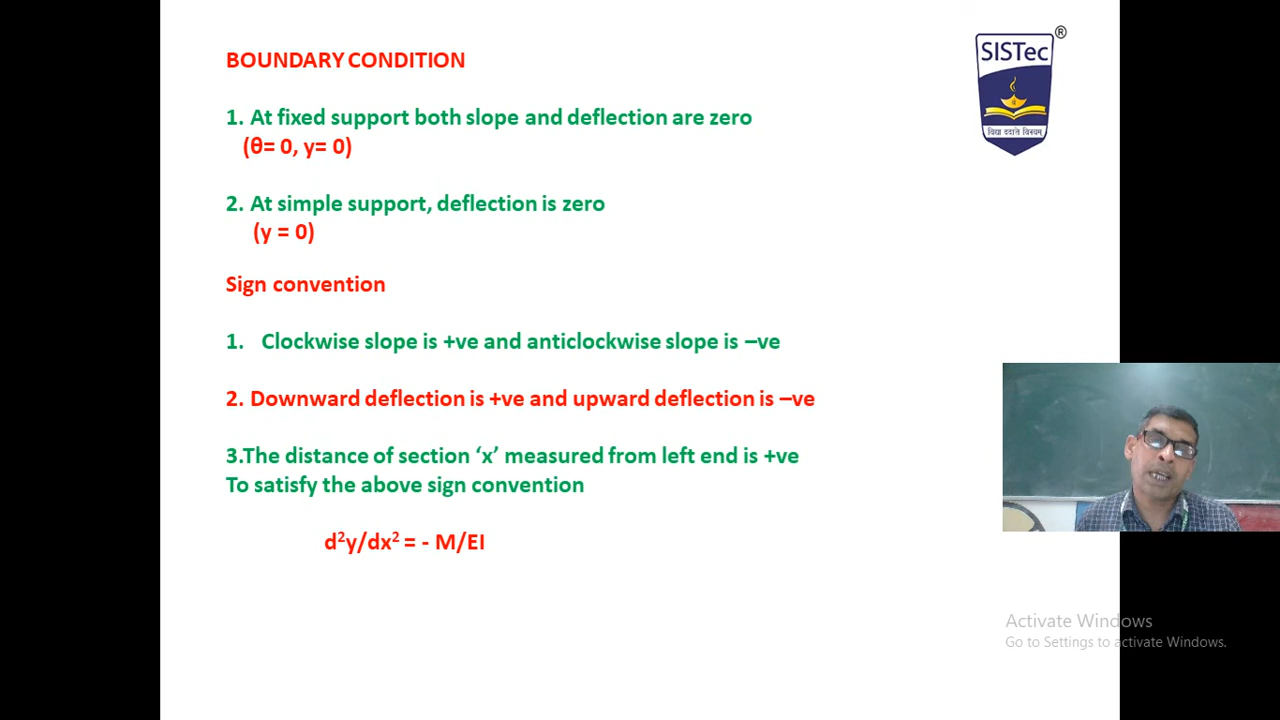 BOUNDARY CONDITION
1. At fixed support both slope and deflection are zero
(θ= 0, y= 0)
2. At simple support, deflection is zero
(y = 0)
Sign convention
1. Clockwise slope is +ve and anticlockwise slope is –ve
2. Downward deflection is +ve and upward deflection is –ve
3.The distance of section ‘x’ measured from left end is +ve
To satisfy the above sign convention
d²y/dx² = - M/EI
SISTec
®
Activate Windows
Go to Settings to activate Windows.